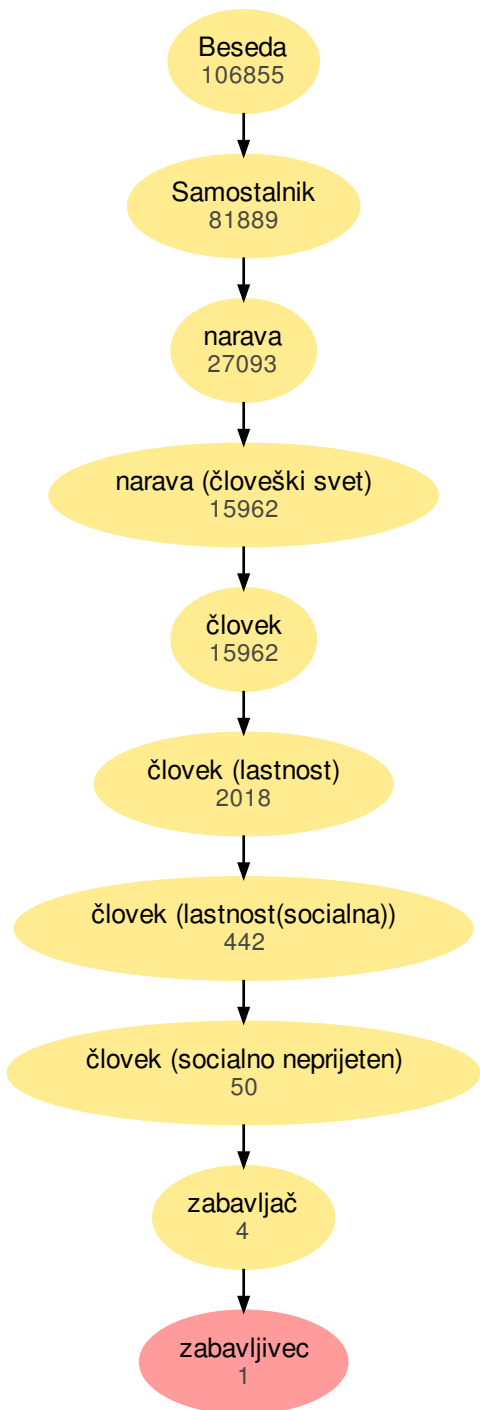 Beseda
106855
Samostalnik
81889
narava
27093
narava (človeški svet)
15962
človek
15962
človek (lastnost)
2018
človek (lastnost(socialna))
442
človek (socialno neprijeten)
50
zabavljač
4
zabavljivec
1